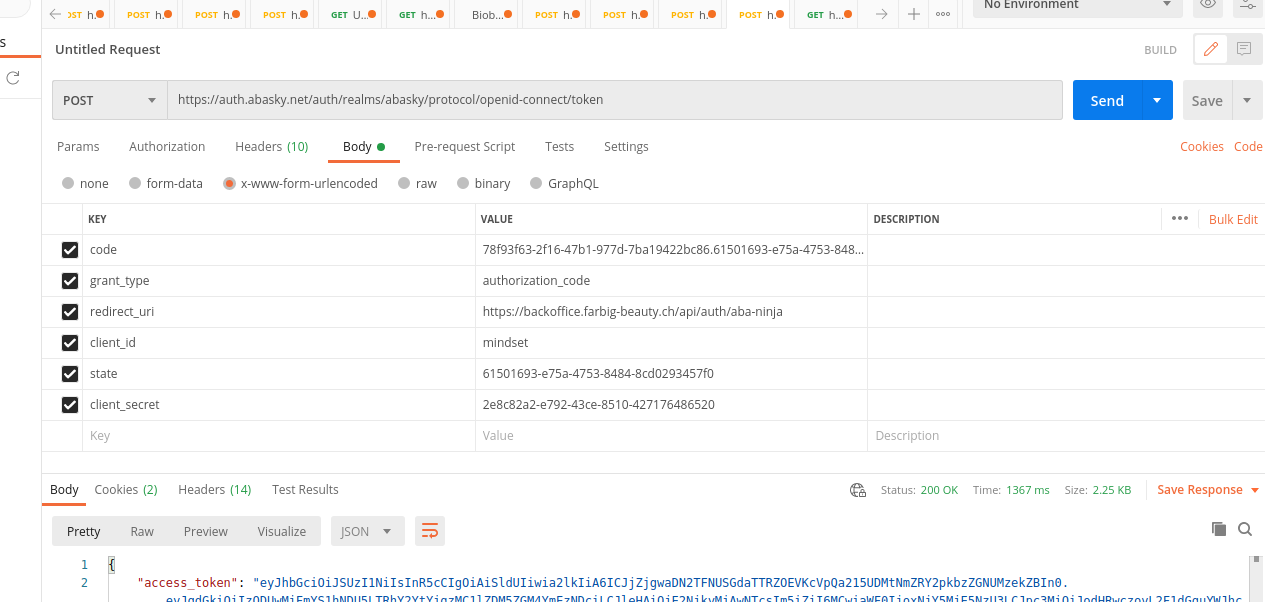 OST h. POST h. POST h. POST h. GET U... GET h... Biob... POST h. POST h. POST h. POST h. GET h... No Environment
s
Untitled Request BUILD
POST https://auth.abasky.net/auth/realms/abasky/protocol/openid-connect/token Send Save
Params Authorization Headers (10) Body Pre-request Script Tests Settings Cookies Code
none form-data x-www-form-urlencoded raw binary GraphQL
KEY VALUE DESCRIPTION ••• Bulk Edit
code 78f93f63-2f16-47b1-977d-7ba19422bc86.61501693-e75a-4753-848...
grant_type authorization_code
redirect_uri https://backoffice.farbig-beauty.ch/api/auth/aba-ninja
client_id mindset
state 61501693-e75a-4753-8484-8cd0293457f0
client_secret 2e8c82a2-e792-43ce-8510-427176486520
Key Value Description
Body Cookies (2) Headers (14) Test Results Status: 200 OK Time: 1367 ms Size: 2.25 KB Save Response
Pretty Raw Preview Visualize JSON
1 {
2 "access_token": "eyJhbGciOiJSUzI1NiIsInR5cCIgOiAiSldUIiwia2lkIiA6ICJjZjgwaDN2TFNUSGdaTTRZOEVKcVpQa215UDMtNmZRY2pkbzZGNUMzekZBIn0.